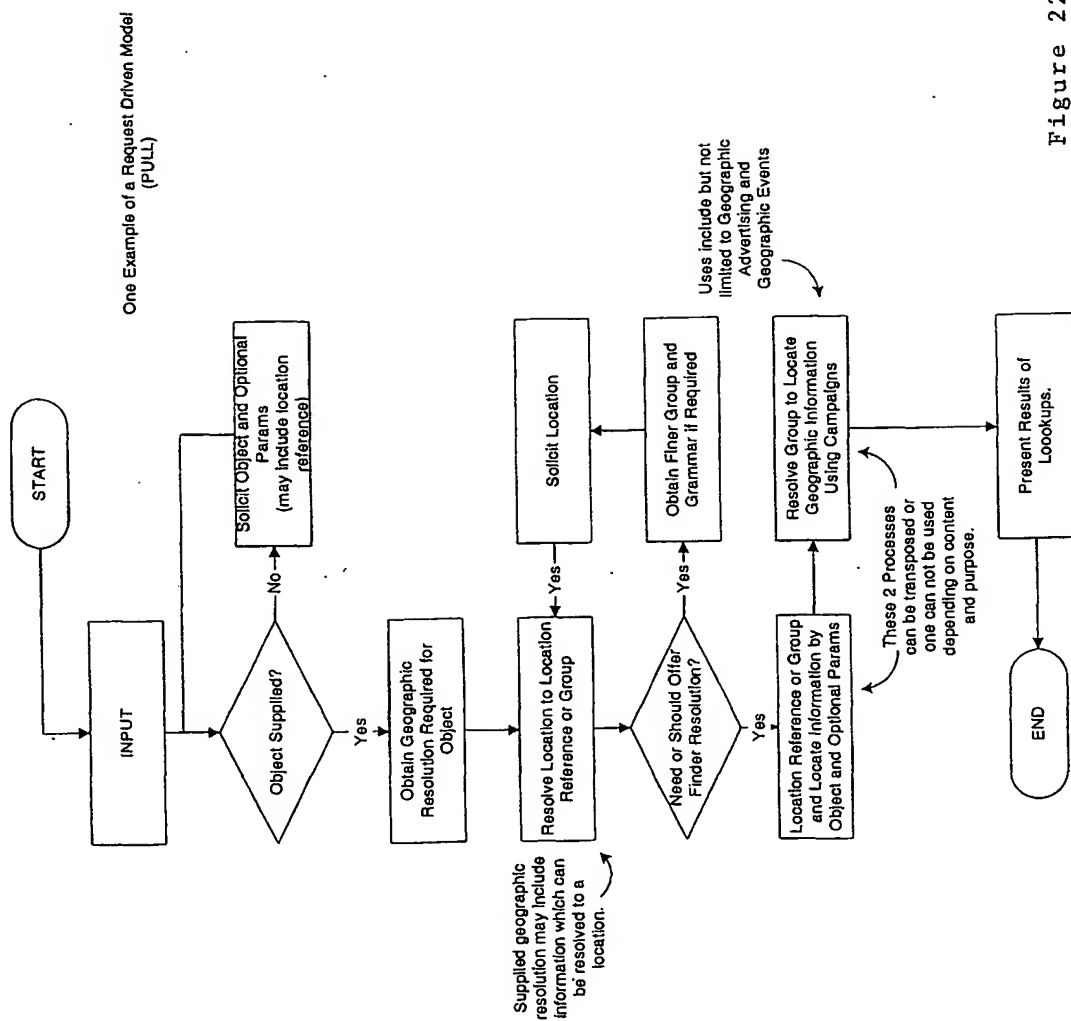 One Example of a Request Driven Model
(PULL)
START
INPUT
Object Supplied?
No
Solicit Object and Optional
Params
(may include location
reference)
Yes
Obtain Geographic
Resolution Required for
Object
Supplied geographic
resolution may include
information which can
be resolved to a
location.
Resolve Location to Location
Reference or Group
Yes
Solicit Location
Need or Should Offer
Finder Resolution?
Yes
Obtain Finer Group and
Grammar if Required
Yes
Location Reference or Group
and Locate Information by
Object and Optional Params
Resolve Group to Locate
Geographic Information
Using Campaigns
Uses include but not
limited to Geographic
Advertising and
Geographic Events
These 2 Processes
can be transposed or
one can not be used
depending on content
and purpose.
Present Results of
Loookups.
END
Figure 22